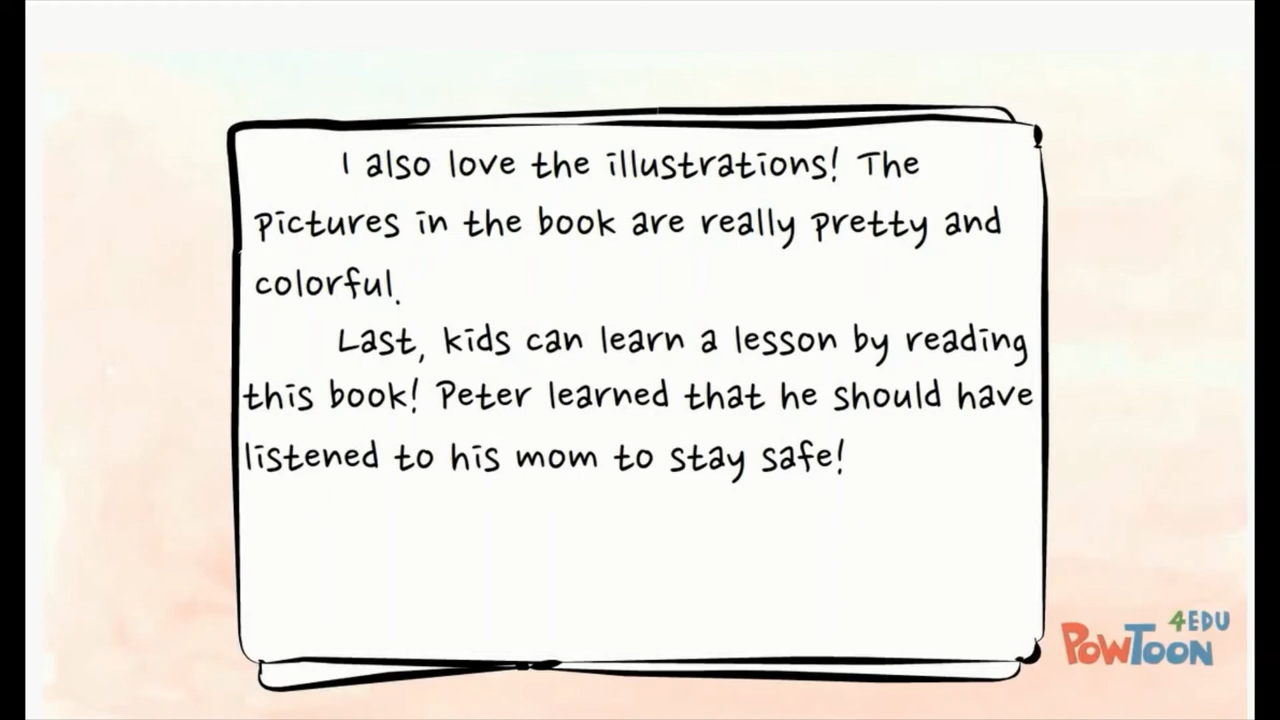 I also love the illustrations! The
pictures in the book are really pretty and
colorful.
Last, kids can learn a lesson by reading
this book! Peter learned that he should have
listened to his mom to stay safe!
4EDU
POWTOON